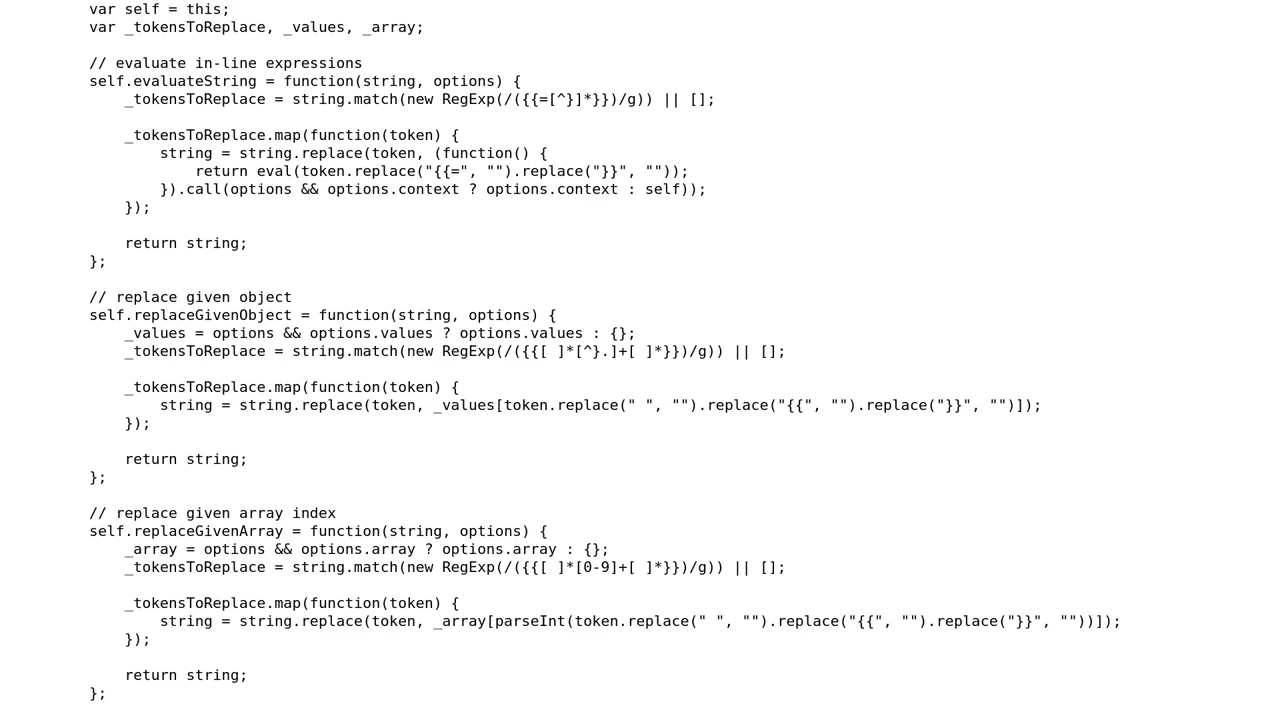 var self = this;
var _tokensToReplace, _values, _array;

// evaluate in-line expressions
self.evaluateString = function(string, options) {
    _tokensToReplace = string.match(new RegExp(/({{=[^}]*}})/g)) || [];

    _tokensToReplace.map(function(token) {
        string = string.replace(token, (function() {
            return eval(token.replace("{{=", "").replace("}}", ""));
        }).call(options && options.context ? options.context : self));
    });

    return string;
};

// replace given object
self.replaceGivenObject = function(string, options) {
    _values = options && options.values ? options.values : {};
    _tokensToReplace = string.match(new RegExp(/({{[ ]*[^}.]+[ ]*}})/g)) || [];

    _tokensToReplace.map(function(token) {
        string = string.replace(token, _values[token.replace(" ", "").replace("{{", "").replace("}}", "")]);
    });

    return string;
};

// replace given array index
self.replaceGivenArray = function(string, options) {
    _array = options && options.array ? options.array : {};
    _tokensToReplace = string.match(new RegExp(/({{[ ]*[0-9]+[ ]*}})/g)) || [];

    _tokensToReplace.map(function(token) {
        string = string.replace(token, _array[parseInt(token.replace(" ", "").replace("{{", "").replace("}}", ""))]);
    });

    return string;
};